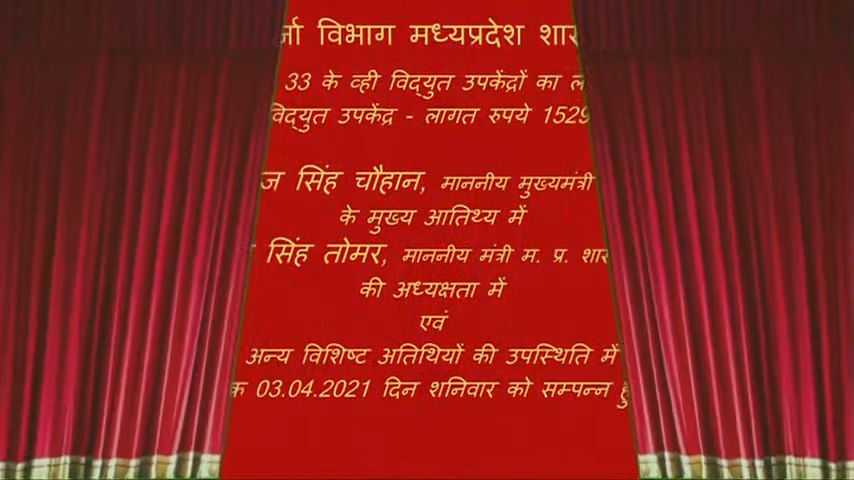 र्जा विभाग मध्यप्रदेश शास
33 के व्ही विद्युत उपकेंद्रों का ल
विद्युत उपकेंद्र - लागत रुपये 1529
ज सिंह चौहान, माननीय मुख्यमंत्री
के मुख्य आतिथ्य में
सिंह तोमर, माननीय मंत्री म. प्र. शास
की अध्यक्षता में
एवं
अन्य विशिष्ट अतिथियों की उपस्थिति में
क 03.04.2021 दिन शनिवार को सम्पन्न हु